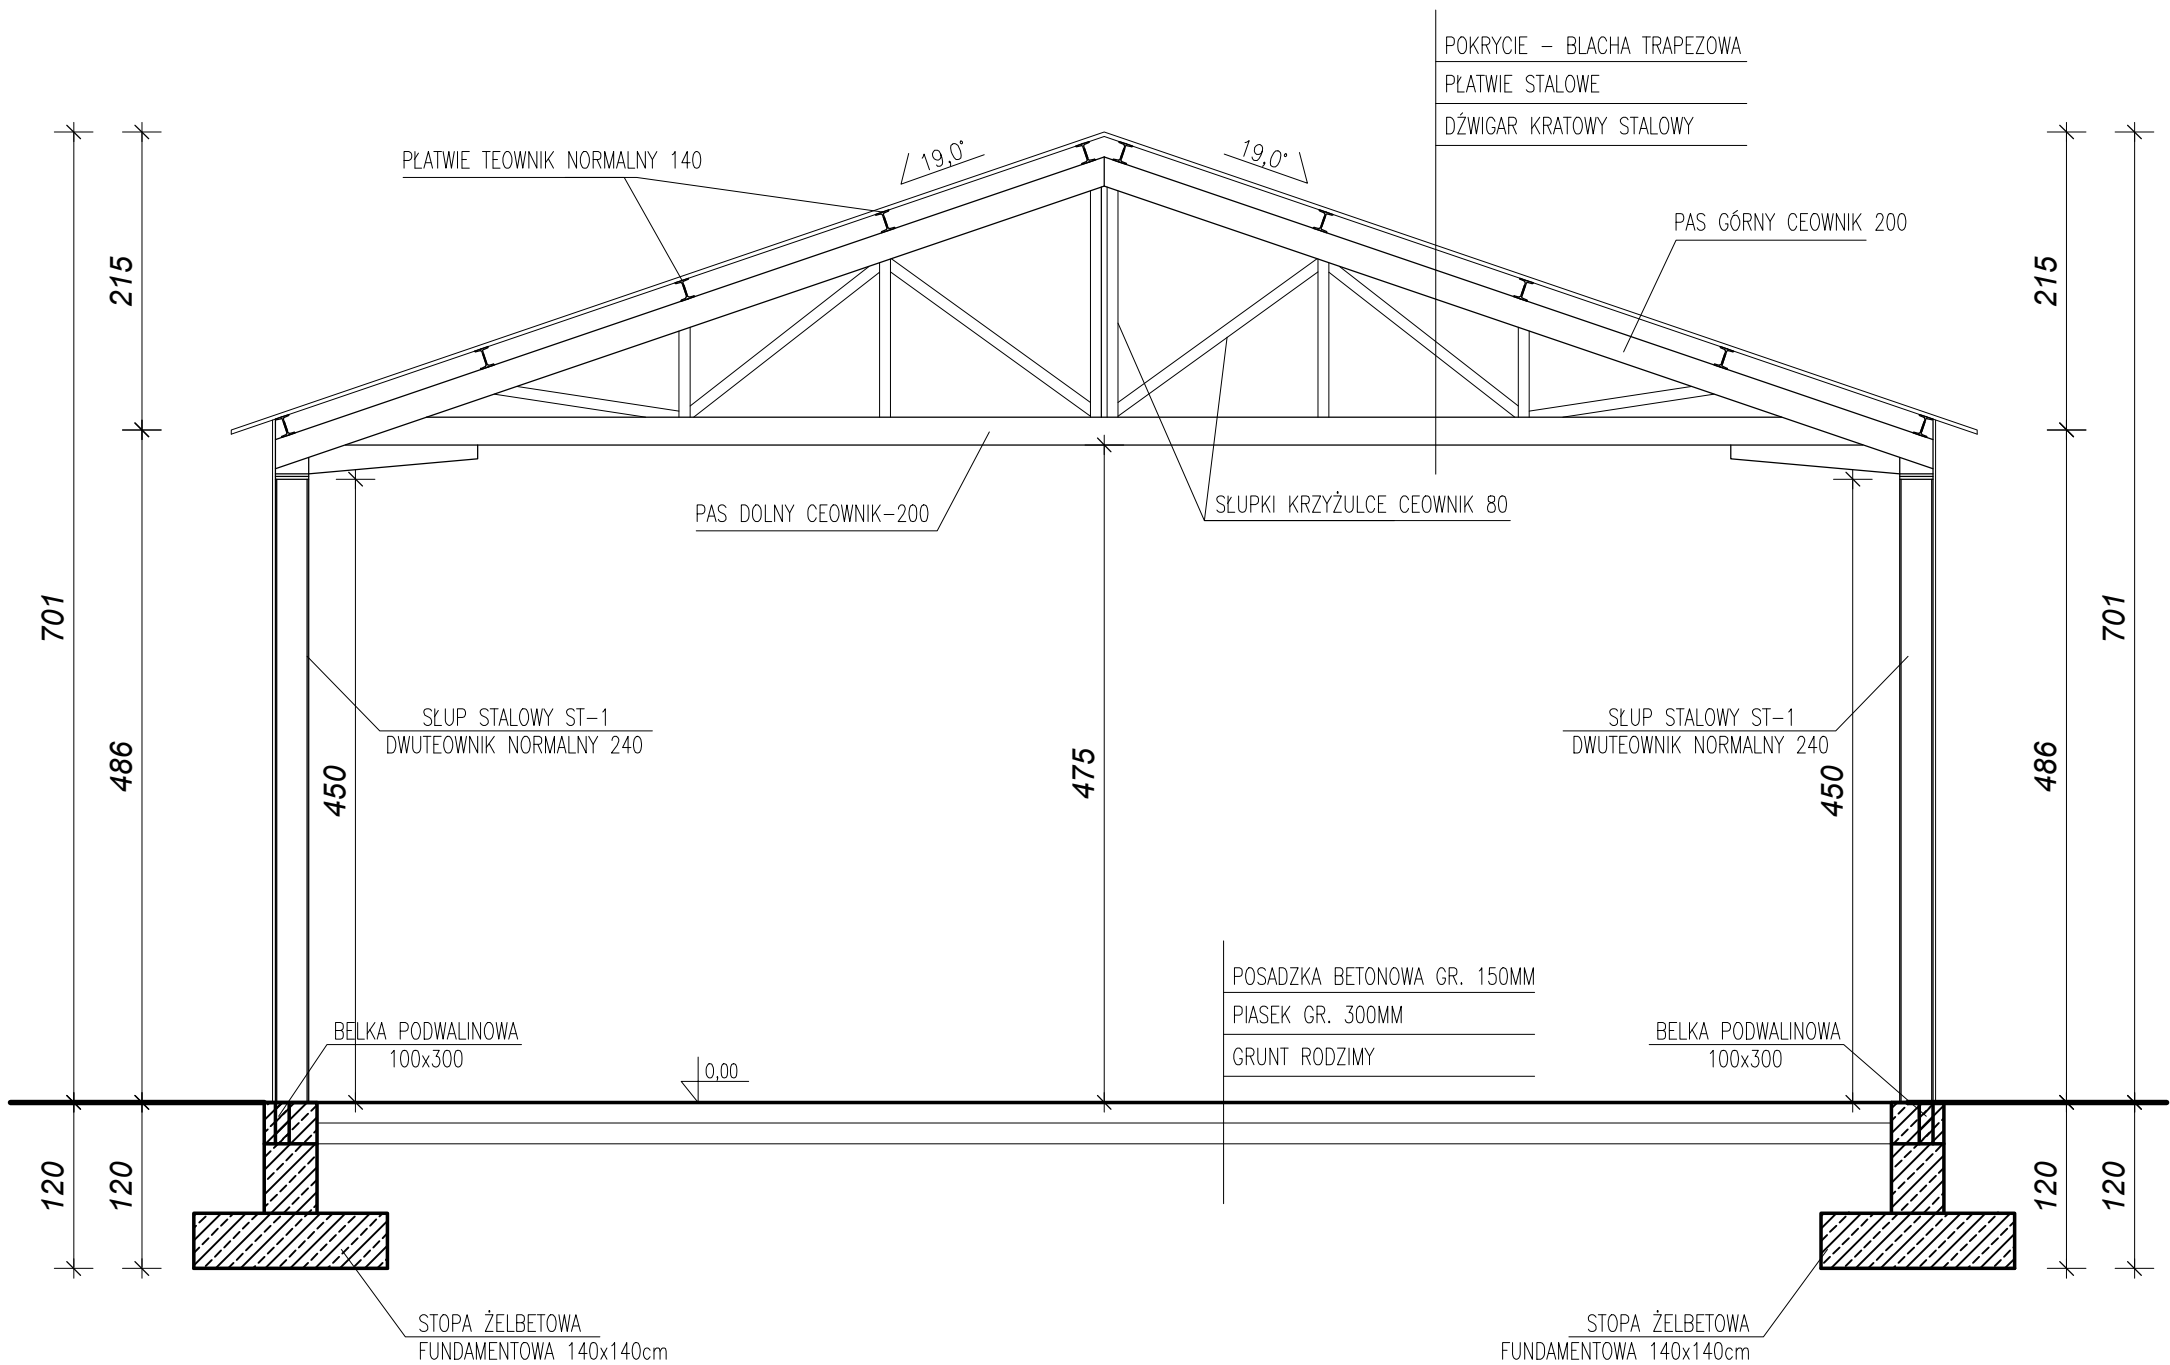 POKRYCIE – BLACHA TRAPEZOWA
PŁATWIE STALOWE
DŹWIGAR KRATOWY STALOWY
PŁATWIE TEOWNIK NORMALNY 140
19,0°
19,0°
PAS GÓRNY CEOWNIK 200
215
215
PAS DOLNY CEOWNIK–200
SŁUPKI KRZYŻULCE CEOWNIK 80
701
701
SŁUP STALOWY ST–1
DWUTEOWNIK NORMALNY 240
SŁUP STALOWY ST–1
DWUTEOWNIK NORMALNY 240
486
450
475
450
486
POSADZKA BETONOWA GR. 150MM
PIASEK GR. 300MM
GRUNT RODZIMY
BELKA PODWALINOWA
100x300
BELKA PODWALINOWA
100x300
0,00
120
120
120
120
STOPA ŻELBETOWA
FUNDAMENTOWA 140x140cm
STOPA ŻELBETOWA
FUNDAMENTOWA 140x140cm